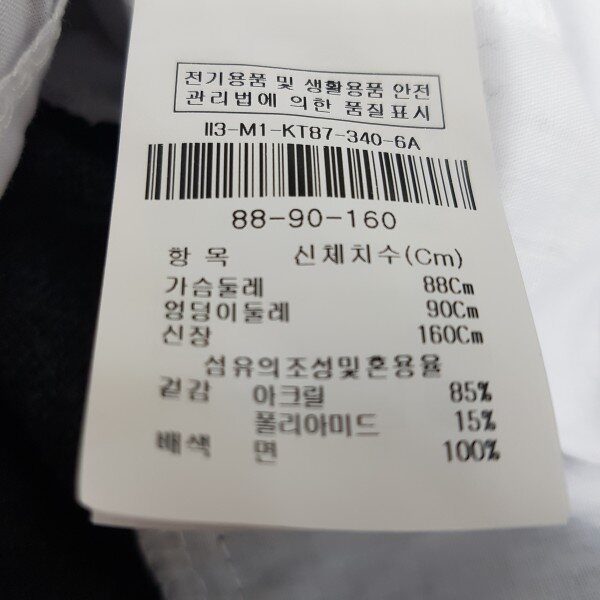 전기용품 및 생활용품 안전
관리법에 의한 품질표시
II3-M1-KT87-340-6A
88-90-160
항 목 신체치수(Cm)
가슴둘레 88Cm
엉덩이둘레 90Cm
신장 160Cm
섬유의조성및혼용율
겉감 아크릴 85%
폴리아미드 15%
배색 면 100%